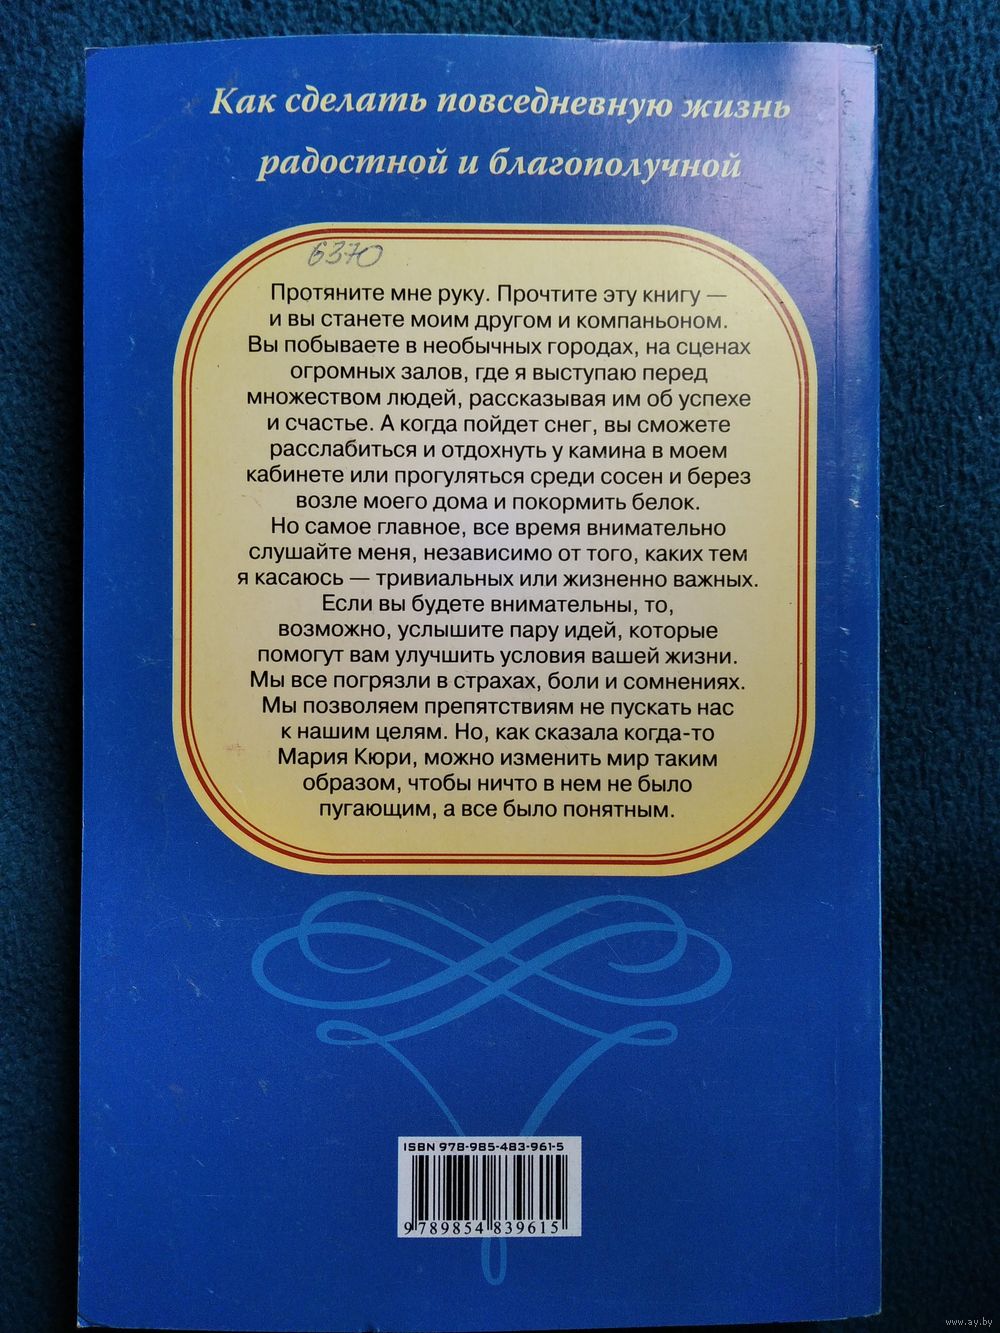 Как сделать повседневную жизнь
радостной и благополучной
6370
Протяните мне руку. Прочтите эту книгу —
и вы станете моим другом и компаньоном.
Вы побываете в необычных городах, на сценах
огромных залов, где я выступаю перед
множеством людей, рассказывая им об успехе
и счастье. А когда пойдет снег, вы сможете
расслабиться и отдохнуть у камина в моем
кабинете или прогуляться среди сосен и берез
возле моего дома и покормить белок.
Но самое главное, все время внимательно
слушайте меня, независимо от того, каких тем
я касаюсь — тривиальных или жизненно важных.
Если вы будете внимательны, то,
возможно, услышите пару идей, которые
помогут вам улучшить условия вашей жизни.
Мы все погрязли в страхах, боли и сомнениях.
Мы позволяем препятствиям не пускать нас
к нашим целям. Но, как сказала когда-то
Мария Кюри, можно изменить мир таким
образом, чтобы ничто в нем не было
пугающим, а все было понятным.
ISBN 978-985-483-961-5
9 789854 839615
www.ay.by